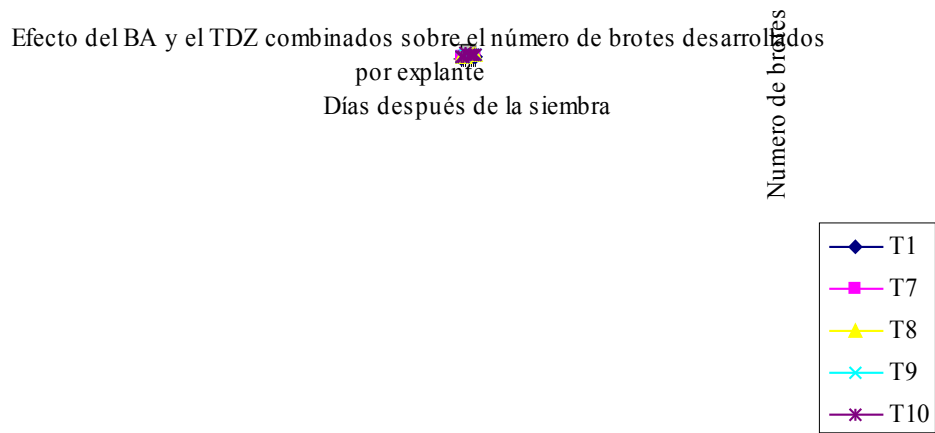 Efecto del BA y el TDZ combinados sobre el número de brotes desarrollados
por explante
Días después de la siembra
Numero de brotes
T1
T7
T8
T9
T10